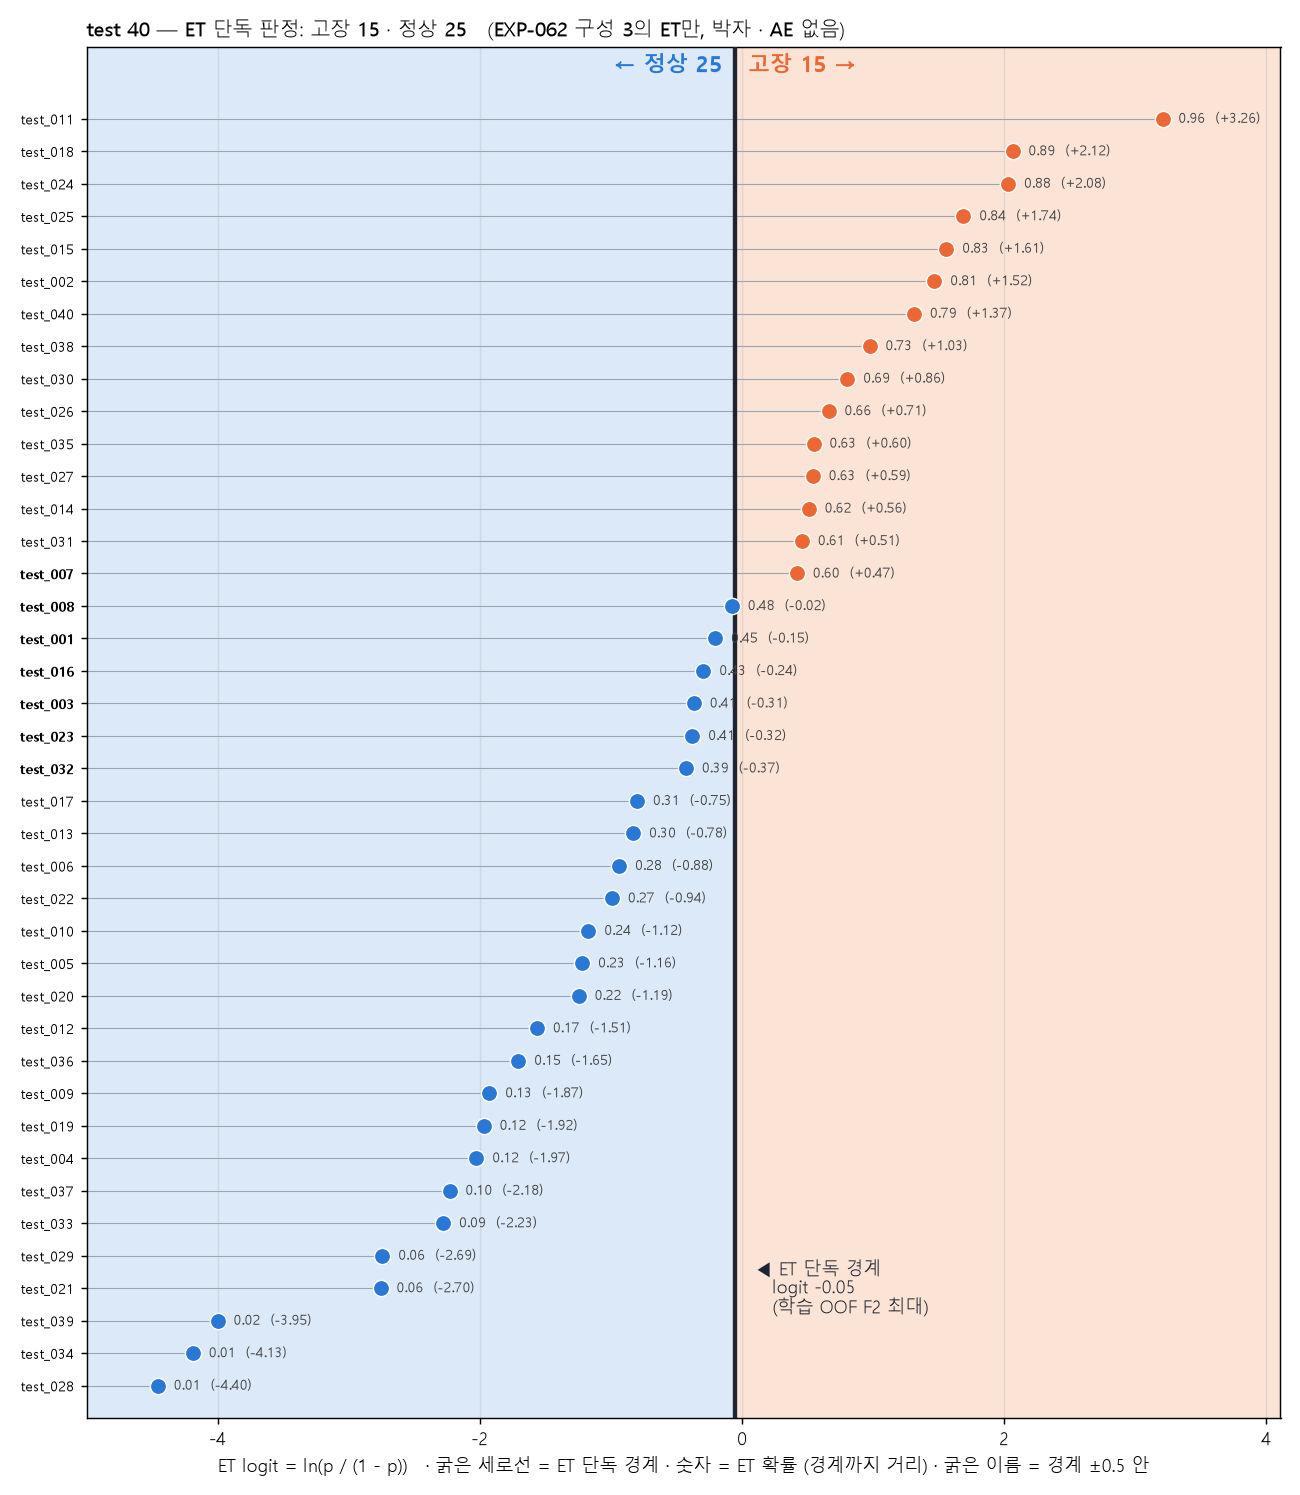 test 40 — ET 단독 판정: 고장 15 · 정상 25 (EXP-062 구성 3의 ET만, 박자 · AE 없음)
← 정상 25 고장 15 →
test_011 0.96 (+3.26)
test_018 0.89 (+2.12)
test_024 0.88 (+2.08)
test_025 0.84 (+1.74)
test_015 0.83 (+1.61)
test_002 0.81 (+1.52)
test_040 0.79 (+1.37)
test_038 0.73 (+1.03)
test_030 0.69 (+0.86)
test_026 0.66 (+0.71)
test_035 0.63 (+0.60)
test_027 0.63 (+0.59)
test_014 0.62 (+0.56)
test_031 0.61 (+0.51)
test_007 0.60 (+0.47)
test_008 0.48 (-0.02)
test_001 0.45 (-0.15)
test_016 0.43 (-0.24)
test_003 0.41 (-0.31)
test_023 0.41 (-0.32)
test_032 0.39 (-0.37)
test_017 0.31 (-0.75)
test_013 0.30 (-0.78)
test_006 0.28 (-0.88)
test_022 0.27 (-0.94)
test_010 0.24 (-1.12)
test_005 0.23 (-1.16)
test_020 0.22 (-1.19)
test_012 0.17 (-1.51)
test_036 0.15 (-1.65)
test_009 0.13 (-1.87)
test_019 0.12 (-1.92)
test_004 0.12 (-1.97)
test_037 0.10 (-2.18)
test_033 0.09 (-2.23)
test_029 0.06 (-2.69)
◀ ET 단독 경계
logit -0.05
(학습 OOF F2 최대)
test_021 0.06 (-2.70)
test_039 0.02 (-3.95)
test_034 0.01 (-4.13)
test_028 0.01 (-4.40)
-4 -2 0 2 4
ET logit = ln(p / (1 - p)) · 굵은 세로선 = ET 단독 경계 · 숫자 = ET 확률 (경계까지 거리) · 굵은 이름 = 경계 ±0.5 안